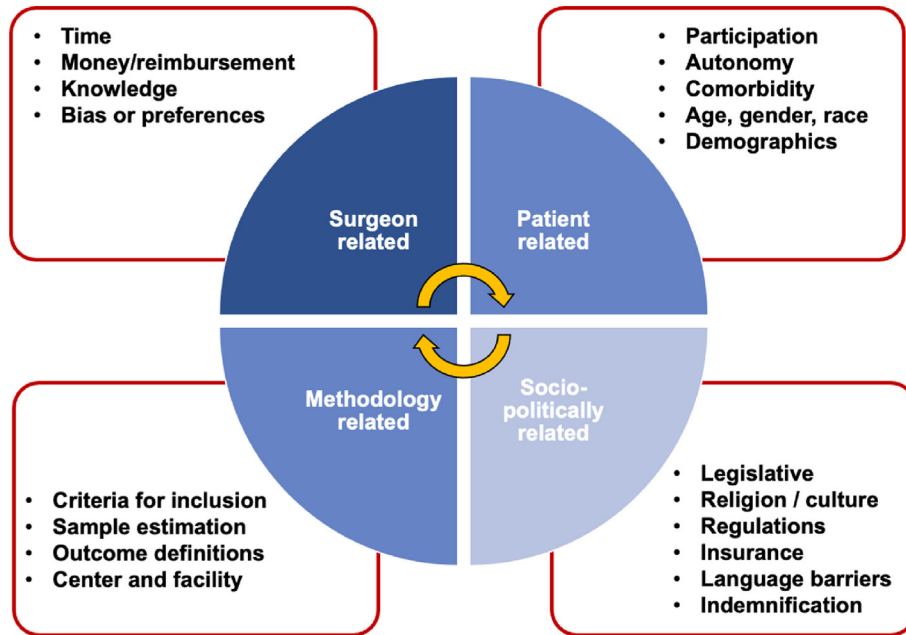 Time
Money/reimbursement
Knowledge
Bias or preferences
Participation
Autonomy
Comorbidity
Age, gender, race
Demographics
Surgeon
related
Patient
related
Methodology
related
Socio-
politically
related
Criteria for inclusion
Sample estimation
Outcome definitions
Center and facility
Legislative
Religion / culture
Regulations
Insurance
Language barriers
Indemnification